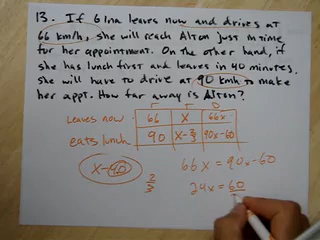 13. If Gina leaves now and drives at
66 km/h, she will reach Alton just in time
for her appointment. On the other hand, if
she has lunch first and leaves in 40 minutes,
she will have to drive at 90 kmh to make
her appt. How far away is Alton?
r T D
leaves now 66 x 66x
eats lunch 90 x-2/3 90x-60
x-40 2/3 66x = 90x-60
24x = 60